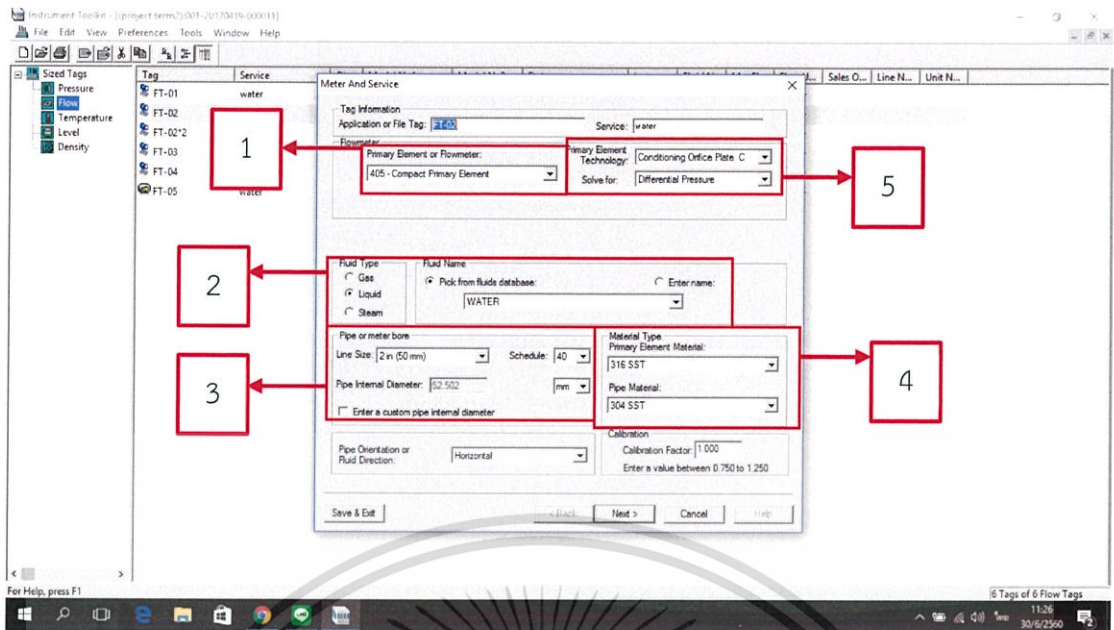 Instrument Toolkit - [(project term2):001-20170419-000011]
File Edit View Preferences Tools Window Help
Sized Tags
Pressure
Flow
Temperature
Level
Density
Tag Service
FT-01 water
FT-02
FT-02*2
FT-03
FT-04
FT-05 water
Sales O... Line N... Unit N...
Meter And Service
Tag Information
Application or File Tag: FT-02 Service: water
Flowmeter
Primary Element or Flowmeter:
405 - Compact Primary Element
Primary Element Technology: Conditioning Orifice Plate C
Solve for: Differential Pressure
1
5
Fluid Type
Gas
Liquid
Steam
Fluid Name
Pick from fluids database: Enter name:
WATER
2
Pipe or meter bore
Line Size: 2 in (50 mm) Schedule: 40
Pipe Internal Diameter: 52.502 mm
Enter a custom pipe internal diameter
3
Material Type
Primary Element Material:
316 SST
Pipe Material:
304 SST
4
Pipe Orientation or
Fluid Direction: Horizontal
Calibration
Calibration Factor: 1.000
Enter a value between 0.750 to 1.250
Save & Exit < Back Next > Cancel Help
For Help, press F1
6 Tags of 6 Flow Tags
11:26
30/6/2560